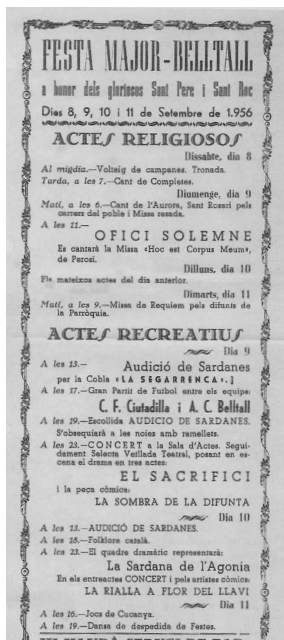 FESTA MAJOR-BELLTALL
a honor dels gloriosos Sant Pere i Sant Roc
Dies 8, 9, 10 i 11 de Setembre de 1.956
ACTES RELIGIOSOS
Dissabte, dia 8
Al migdia.—Volteig de campanes. Tronada.
Tarda, a les 7.—Cant de Completes.
Diumenge, dia 9
Matí, a les 6.—Cant de l'Aurora, Sant Rosari pels
carrers del poble i Missa resada.
A les 11.—
OFICI SOLEMNE
Es cantarà la Missa «Hoc est Corpus Meum»,
de Perosi.
Dilluns, dia 10
Els mateixos actes del dia anterior.
Dimarts, dia 11
Matí, a les 9.—Missa de Requiem pels difunts de
la Parròquia.
ACTES RECREATIUS
Dia 9
A les 13.— Audició de Sardanes
per la Cobla «LA SEGARRENCA».]
A les 17.—Gran Partit de Futbol entre els equips:
C. F. Ciutadilla i A. C. Belltall
A les 19.—Escollida AUDICIO DE SARDANES.
S'obsequiarà a les noies amb ramellets.
A les 23.—CONCERT a la Sala d'Actes. Segui-
dament Selecta Vetllada Teatral, posant en es-
cena el drama en tres actes:
EL SACRIFICI
i la peça còmica:
LA SOMBRA DE LA DIFUNTA
Dia 10
A les 13.—AUDICIÓ DE SARDANES.
A les 18.—Folklore català.
A les 23.—El quadre dramàtic representarà:
La Sardana de l'Agonia
En els entreactes CONCERT i pels artistes còmics:
LA RIALLA A FLOR DEL LLAVI
Dia 11
A les 16.—Jocs de Cucanya.
A les 19.—Dansa de despedida de Festes.